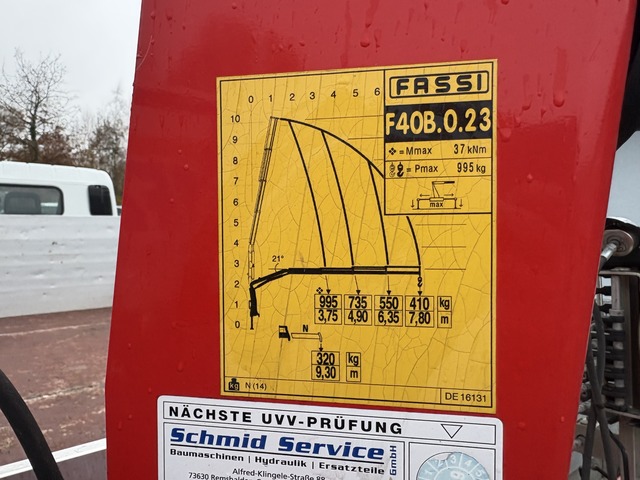 FASSI
F40B.0.23
= Mmax 37 kNm
= Pmax 995 kg
max
0 1 2 3 4 5 6
10
9
8
7
6
5
4
3
2
1
0
21°
995 735 550 410 kg
3,75 4,90 6,35 7,80 m
N
320 kg
9,30 m
kg N (14)
DE 16131
NÄCHSTE UVV-PRÜFUNG
Schmid Service GmbH
Baumaschinen | Hydraulik | Ersatzteile
Alfred-Klingele-Straße 88